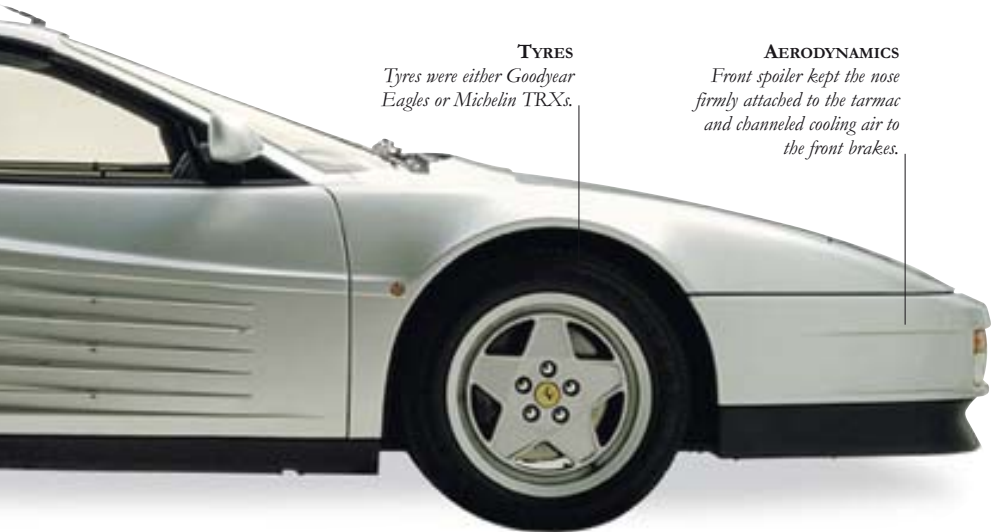 TYRES
Tyres were either Goodyear
Eagles or Michelin TRXs.
AERODYNAMICS
Front spoiler kept the nose
firmly attached to the tarmac
and channeled cooling air to
the front brakes.